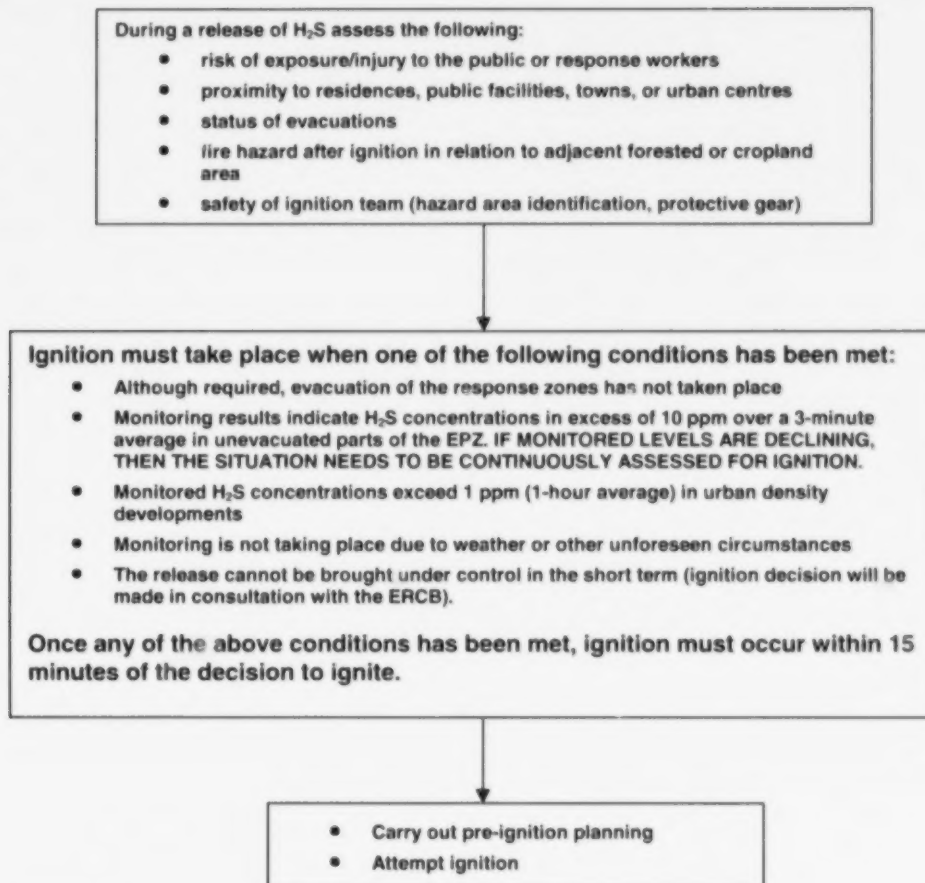 During a release of H₂S assess the following:
• risk of exposure/injury to the public or response workers
• proximity to residences, public facilities, towns, or urban centres
• status of evacuations
• fire hazard after ignition in relation to adjacent forested or cropland
area
• safety of ignition team (hazard area identification, protective gear)
Ignition must take place when one of the following conditions has been met:
• Although required, evacuation of the response zones has not taken place
• Monitoring results indicate H₂S concentrations in excess of 10 ppm over a 3-minute
average in unevacuated parts of the EPZ. IF MONITORED LEVELS ARE DECLINING,
THEN THE SITUATION NEEDS TO BE CONTINUOUSLY ASSESSED FOR IGNITION.
• Monitored H₂S concentrations exceed 1 ppm (1-hour average) in urban density
developments
• Monitoring is not taking place due to weather or other unforeseen circumstances
• The release cannot be brought under control in the short term (ignition decision will be
made in consultation with the ERCB).
Once any of the above conditions has been met, ignition must occur within 15
minutes of the decision to ignite.
• Carry out pre-ignition planning
• Attempt ignition